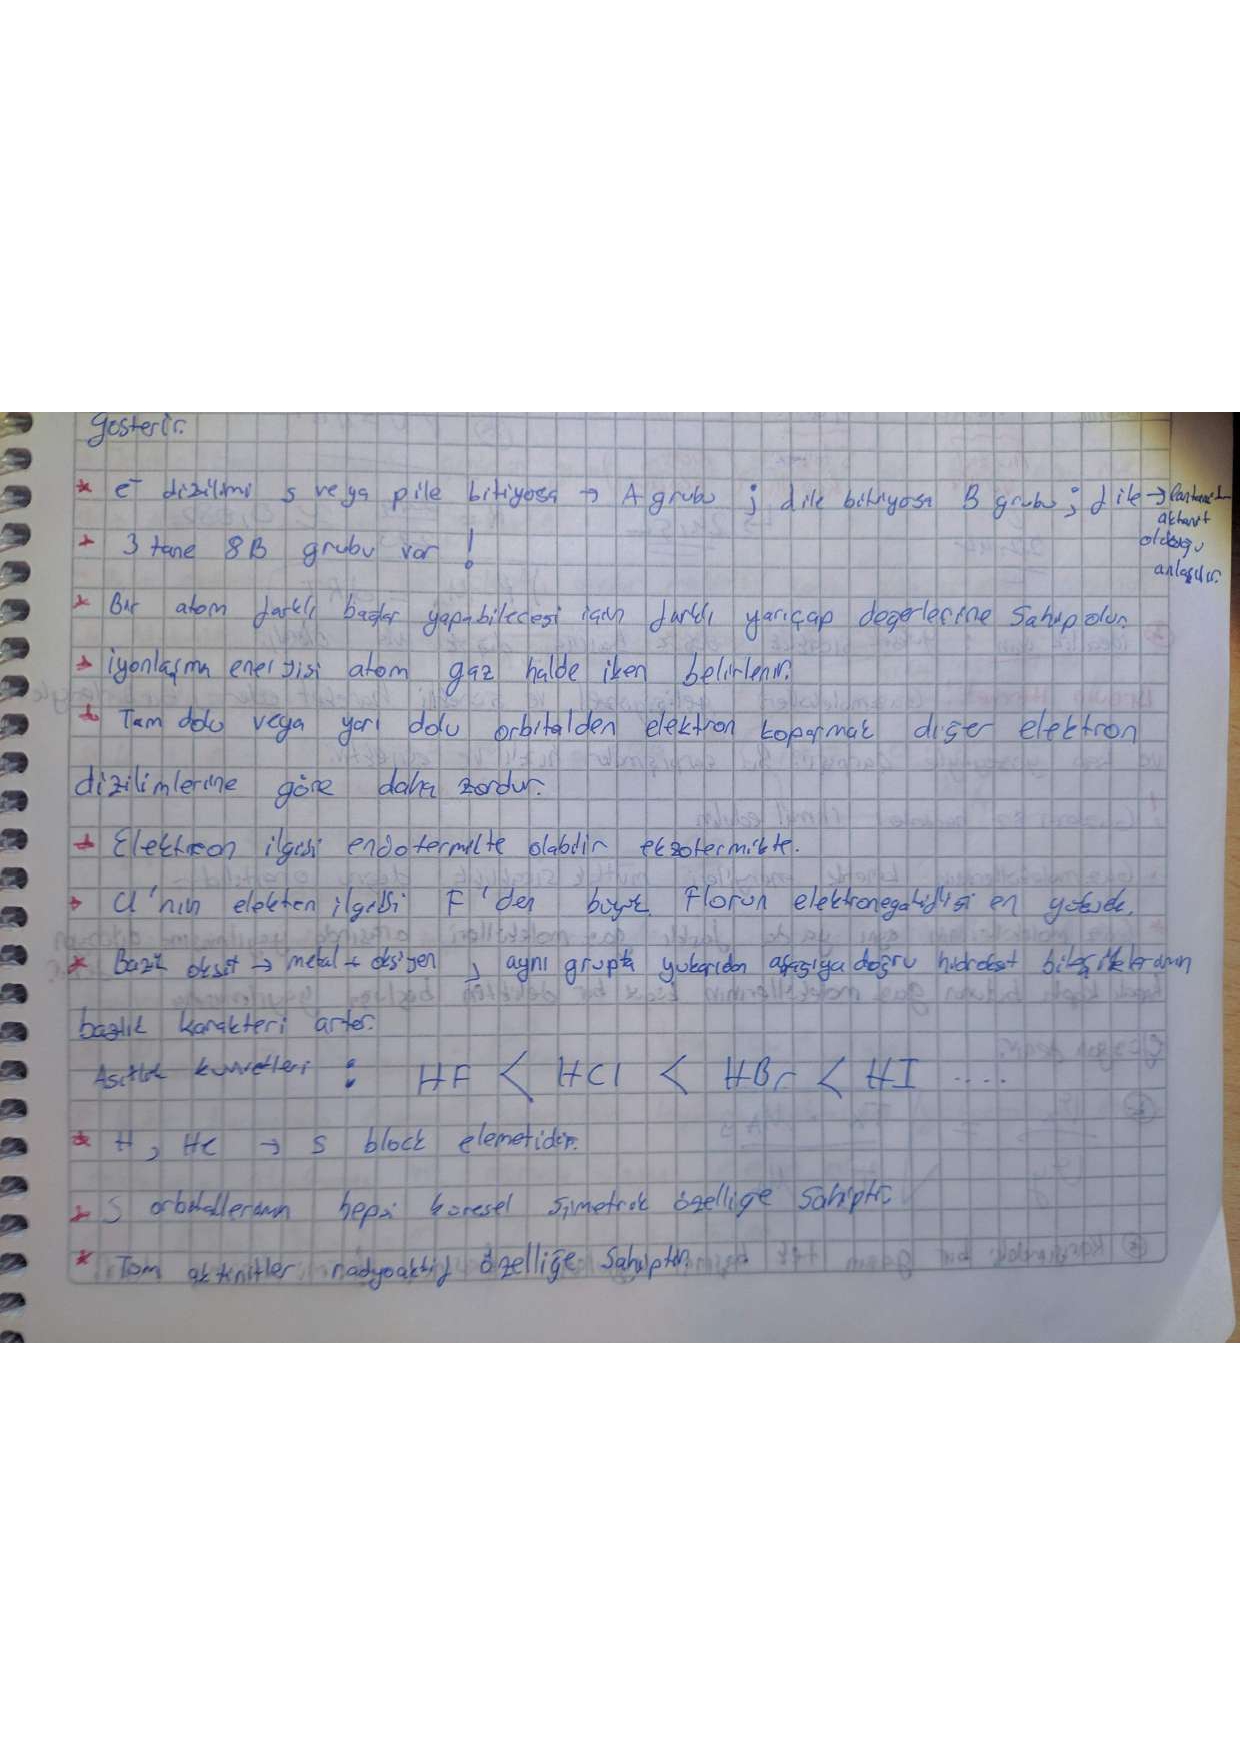 gösterir.
* e⁻ dizilimi s veya p ile bitiyosa → A grubu ; d ile bitiyosa B grubu ; f ile → lantanit
aktinit
olduğu
anlaşılır.
* 3 tane 8B grubu var !
* Bir atom farklı bağlar yapabileceği için farklı yarıçap değerlerine sahip olur.
* iyonlaşma enerjisi atom gaz halde iken belirlenir.
* Tam dolu veya yarı dolu orbitalden elektron koparmak diğer elektron
dizilimlerine göre daha zordur.
* Elektron ilgisi endotermikte olabilir ekzotermikte.
* Cl'nın elekton ilgisi F'den büyük. Florun elektronegatifliği en yüksek.
* Bazik oksit → metal + oksijen ; aynı grupta yukarıdan aşağıya doğru hidroksit bileşiklerinin
bazlık karakteri artar.
Asitlik kuvvetleri : HF < HCl < HBr < HI ....
* H, He → s block elemetidir.
* S orbitallerinin hepsi küresel simetrik özelliğe sahiptir.
* Tüm aktinitler radyoaktif özelliğe sahiptir.